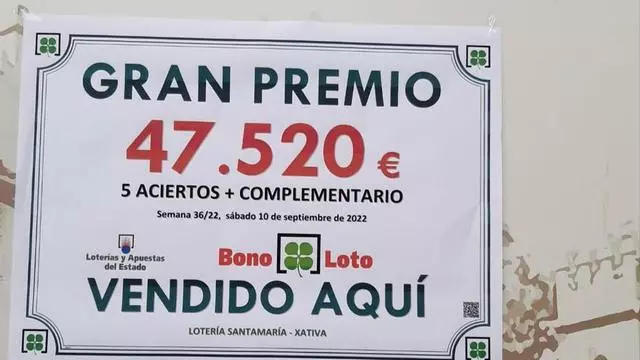 GRAN PREMIO
47.520 €
5 ACIERTOS + COMPLEMENTARIO
Semana 36/22, sábado 10 de septiembre de 2022
Loterías y Apuestas
del Estado
Bono Loto
VENDIDO AQUÍ
LOTERÍA SANTAMARÍA - XATIVA